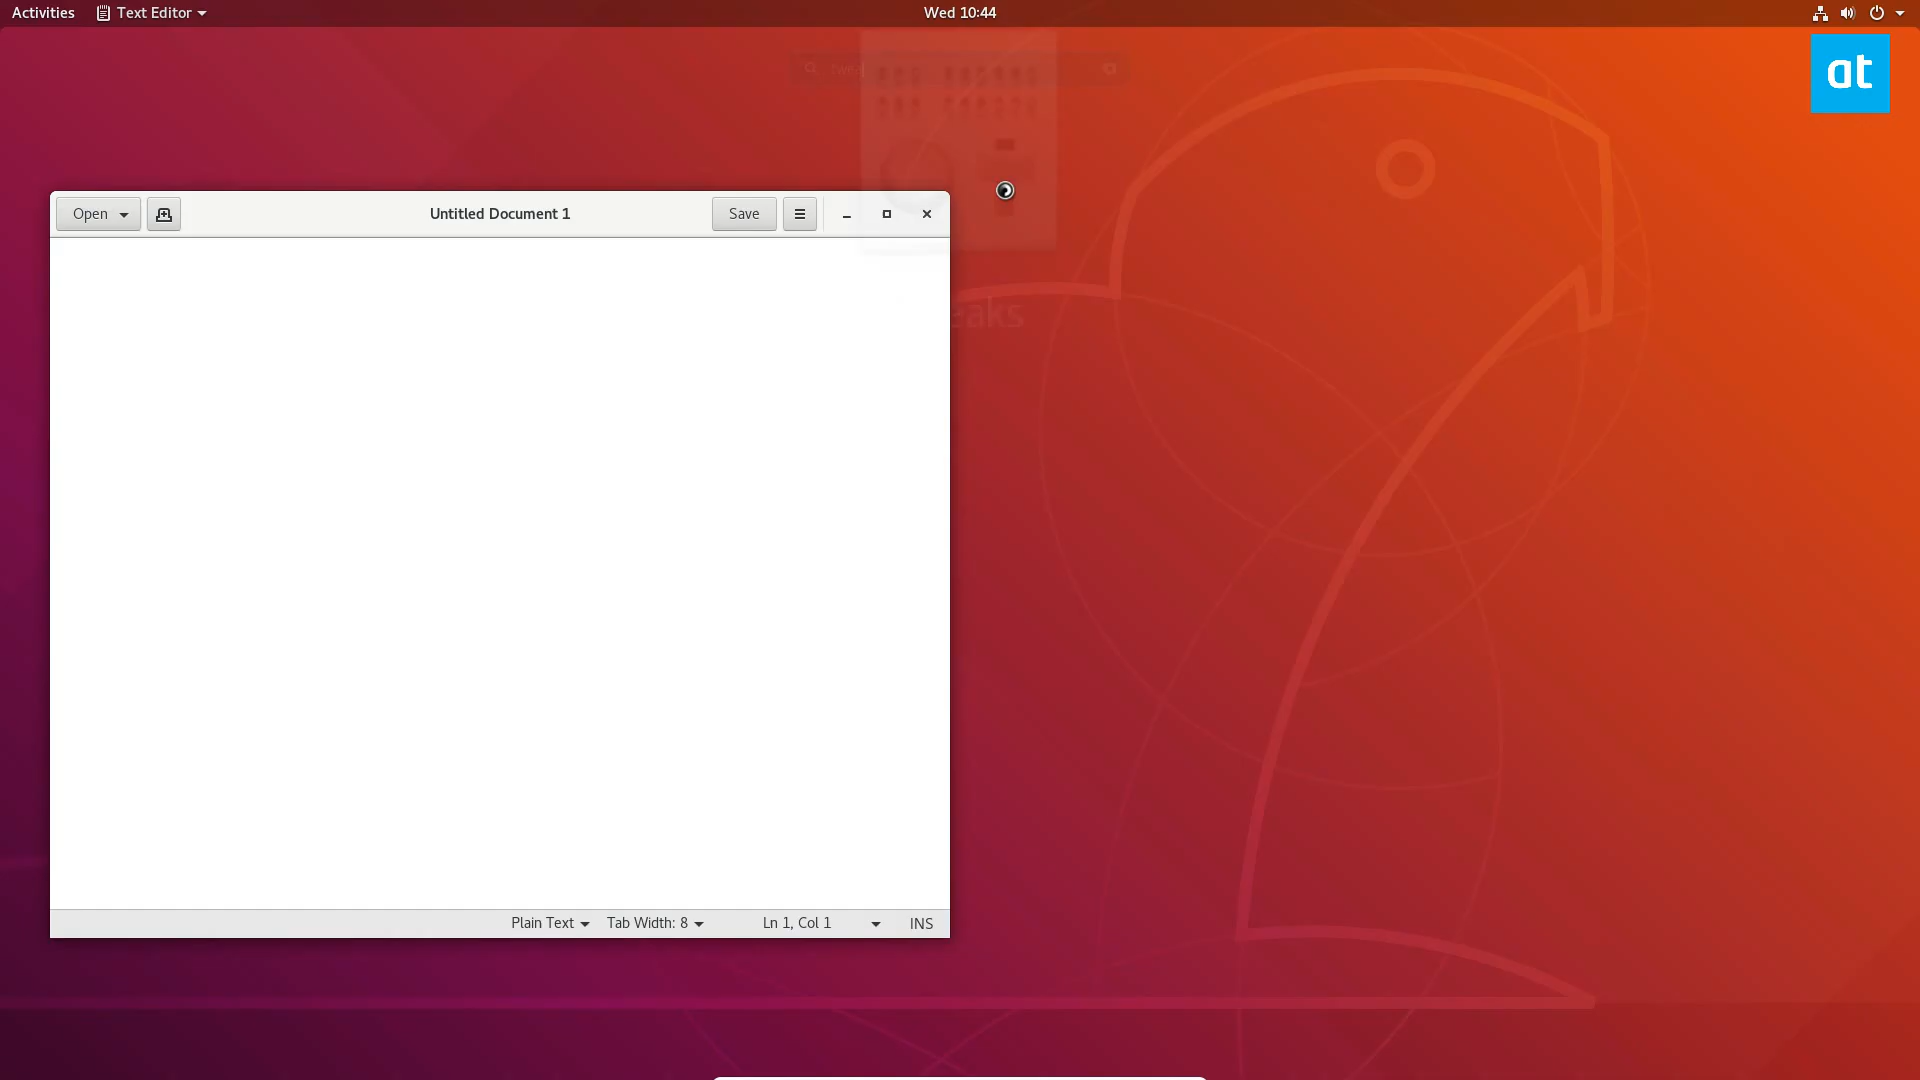 Activities
Text Editor
Wed 10:44
at
Open
Untitled Document 1
Save
eaks
Plain Text
Tab Width: 8
Ln 1, Col 1
INS